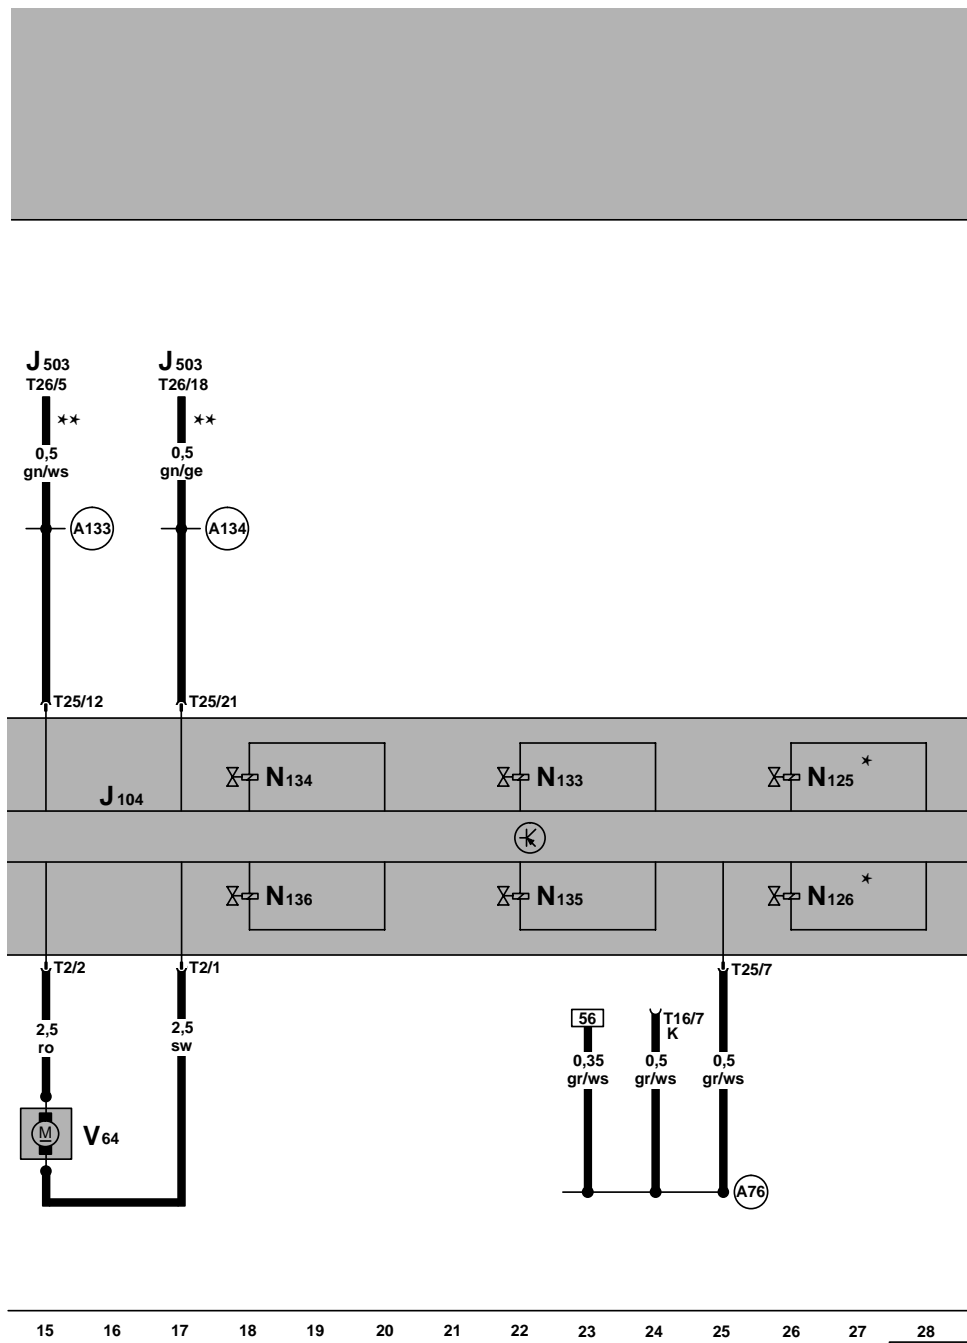 J 503 J 503
T26/5 T26/18
** **
0,5 0,5
gn/ws gn/ge
A133 A134
T25/12 T25/21
N134 N133 N125 *
J 104
N136 N135 N126 *
T2/2 T2/1 T25/7
56 T16/7
K
2,5 2,5
ro sw
0,35 0,5 0,5
gr/ws gr/ws gr/ws
M V64
A76
15 16 17 18 19 20 21 22 23 24 25 26 27 28